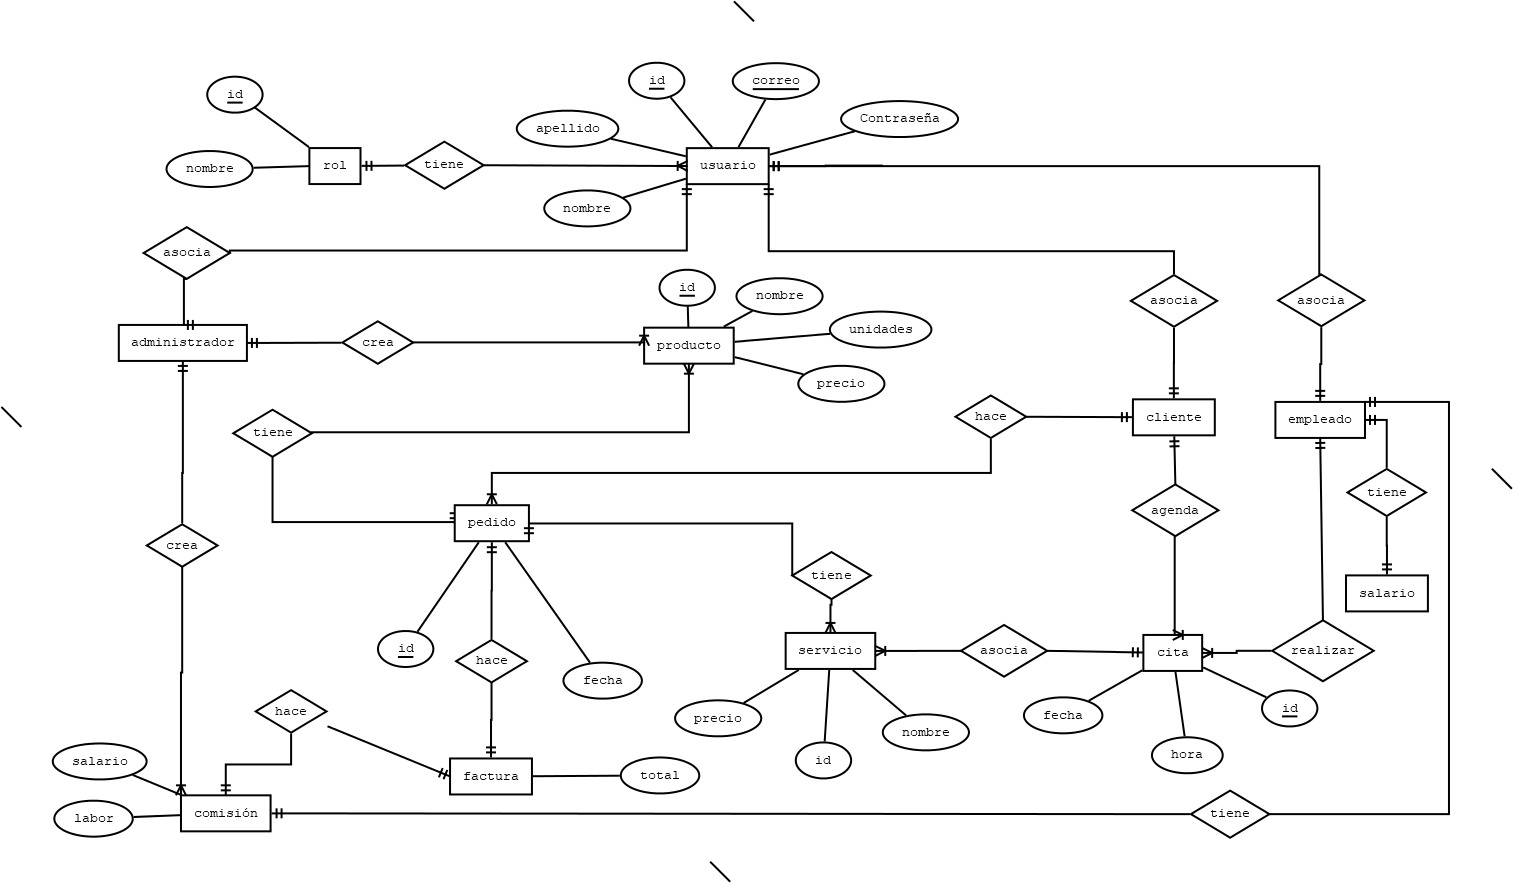 id
correo
id
Contraseña
apellido
rol
tiene
usuario
nombre
nombre
asocia
id
nombre
asocia
asocia
unidades
administrador
crea
producto
precio
hace
cliente
empleado
tiene
tiene
agenda
pedido
crea
tiene
salario
id
asocia
servicio
cita
realizar
hace
fecha
hace
precio
nombre
fecha
id
salario
id
hora
factura
total
labor
comisión
tiene